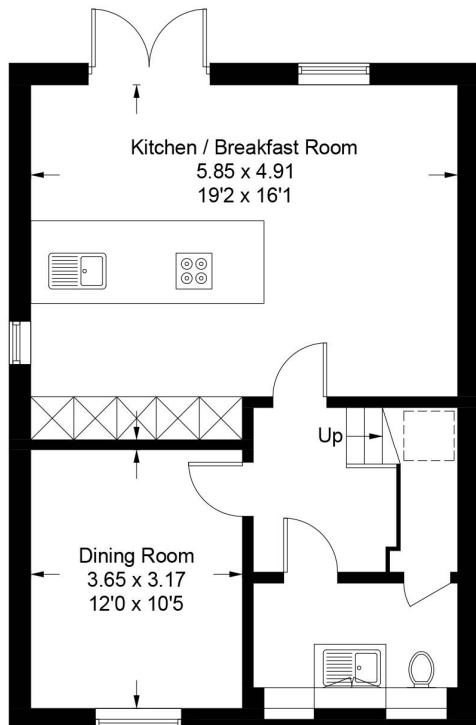 Kitchen / Breakfast Room
5.85 x 4.91
19'2 x 16'1
Up
Dining Room
3.65 x 3.17
12'0 x 10'5